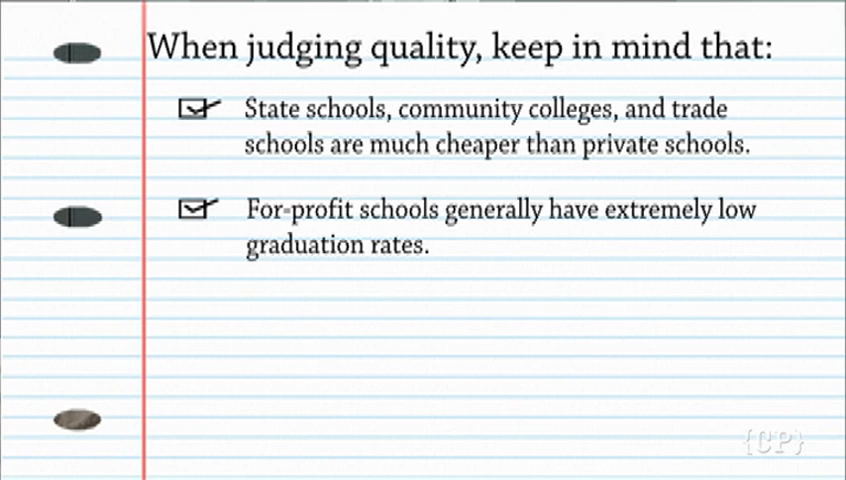 When judging quality, keep in mind that:
State schools, community colleges, and trade
schools are much cheaper than private schools.
For-profit schools generally have extremely low
graduation rates.
{CP}